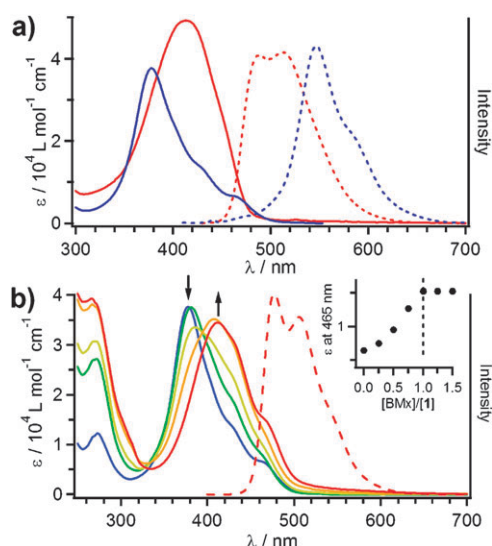 a)
4
2
0
ε / 10⁴ L mol⁻¹ cm⁻¹
Intensity
300 400 500 600 700
λ / nm
b)
4
3
2
1
0
ε / 10⁴ L mol⁻¹ cm⁻¹
Intensity
ε at 465 nm
1
0.0 0.5 1.0 1.5
[BMx]/[1]
300 400 500 600 700
λ / nm